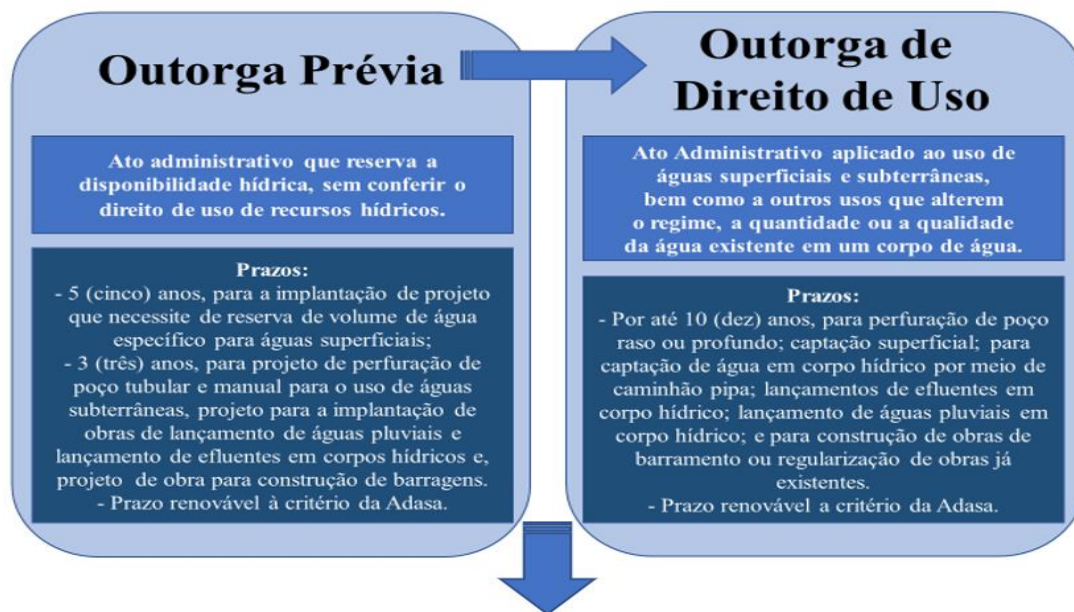 Outorga Prévia
Ato administrativo que reserva a
disponibilidade hídrica, sem conferir o
direito de uso de recursos hídricos.
Prazos:
- 5 (cinco) anos, para a implantação de projeto
que necessite de reserva de volume de água
específico para águas superficiais;
- 3 (três) anos, para projeto de perfuração de
poço tubular e manual para o uso de águas
subterrâneas, projeto para a implantação de
obras de lançamento de águas pluviais e
lançamento de efluentes em corpos hídricos e,
projeto de obra para construção de barragens.
- Prazo renovável à critério da Adasa.
Outorga de
Direito de Uso
Ato Administrativo aplicado ao uso de
águas superficiais e subterrâneas,
bem como a outros usos que alterem
o regime, a quantidade ou a qualidade
da água existente em um corpo de água.
Prazos:
- Por até 10 (dez) anos, para perfuração de poço
raso ou profundo; captação superficial; para
captação de água em corpo hídrico por meio de
caminhão pipa; lançamentos de efluentes em
corpo hídrico; lançamento de águas pluviais em
corpo hídrico; e para construção de obras de
barramento ou regularização de obras já
existentes.
- Prazo renovável a critério da Adasa.